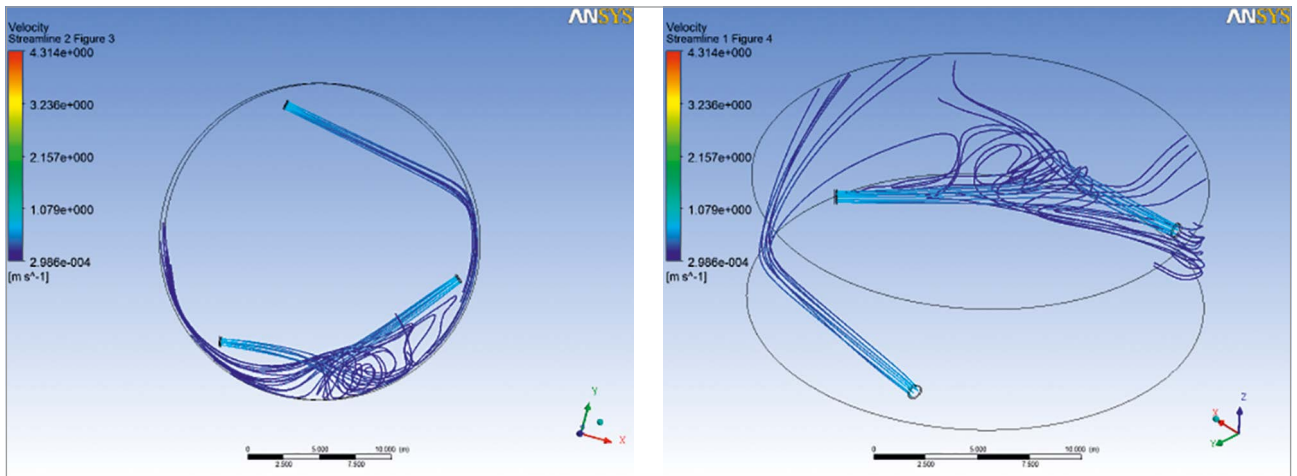 ANSYS
Velocity
Streamline 2 Figure 3
4.314e+000
3.236e+000
2.157e+000
1.079e+000
2.986e-004
[m s^-1]
Y
X
0 5.000 10.000 (m)
2.500 7.500
ANSYS
Velocity
Streamline 1 Figure 4
4.314e+000
3.236e+000
2.157e+000
1.079e+000
2.986e-004
[m s^-1]
Z
X
Y
0 5.000 10.000 (m)
2.500 7.500